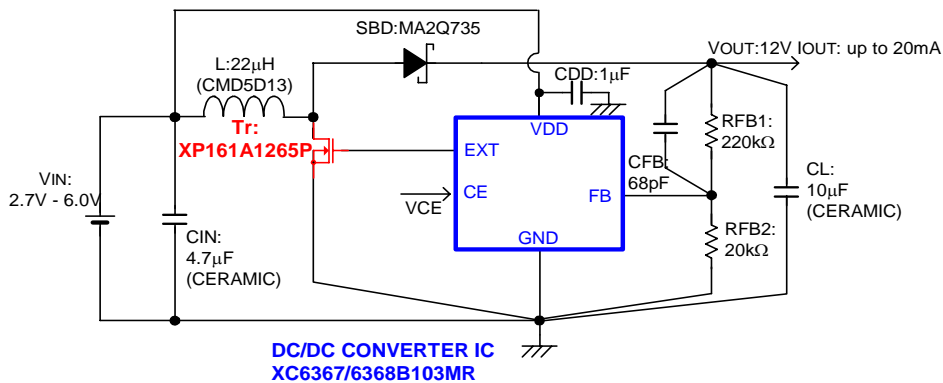 SBD:MA2Q735
VOUT:12V IOUT: up to 20mA
L:22μH
(CMD5D13)
CDD:1μF
Tr:
XP161A1265P
VDD
EXT
RFB1:
220kΩ
VIN:
2.7V - 6.0V
CE
VCE
FB
CFB:
68pF
CL:
10μF
(CERAMIC)
GND
RFB2:
20kΩ
CIN:
4.7μF
(CERAMIC)
DC/DC CONVERTER IC
XC6367/6368B103MR